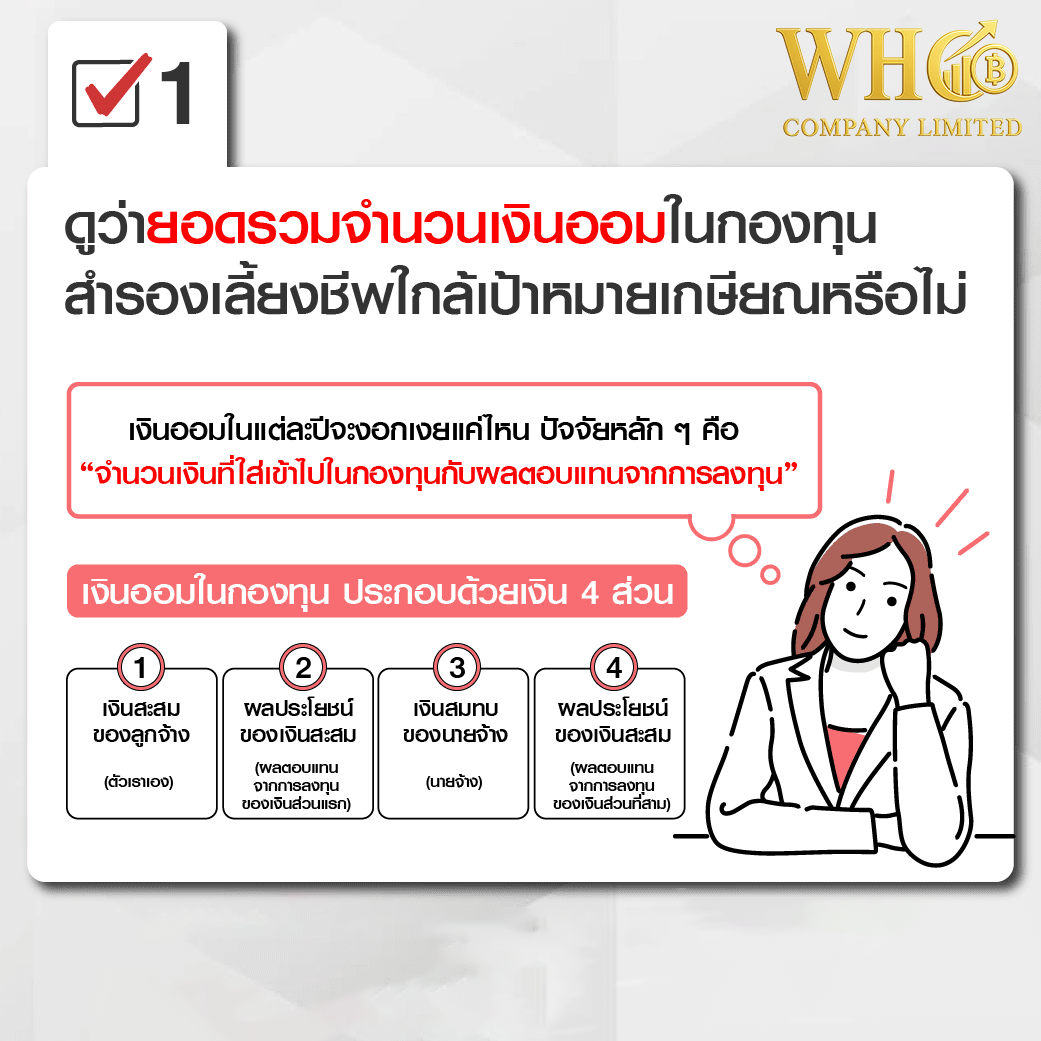 1
WHO
COMPANY LIMITED
ดูว่ายอดรวมจำนวนเงินออมในกองทุน
สำรองเลี้ยงชีพใกล้เป้าหมายเกษียณหรือไม่
เงินออมในแต่ละปีจะงอกเงยแค่ไหน ปัจจัยหลัก ๆ คือ
“จำนวนเงินที่ใส่เข้าไปในกองทุนกับผลตอบแทนจากการลงทุน”
เงินออมในกองทุน ประกอบด้วยเงิน 4 ส่วน
1
เงินสะสม
ของลูกจ้าง
(ตัวเราเอง)
2
ผลประโยชน์
ของเงินสะสม
(ผลตอบแทน
จากการลงทุน
ของเงินส่วนแรก)
3
เงินสมทบ
ของนายจ้าง
(นายจ้าง)
4
ผลประโยชน์
ของเงินสะสม
(ผลตอบแทน
จากการลงทุน
ของเงินส่วนที่สาม)